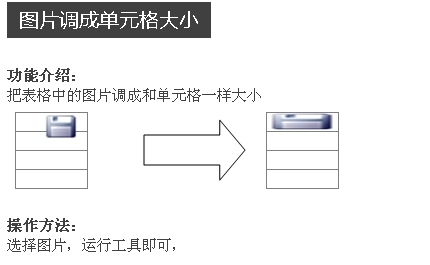 图片调成单元格大小
功能介绍：
把表格中的图片调成和单元格一样大小
操作方法：
选择图片，运行工具即可，